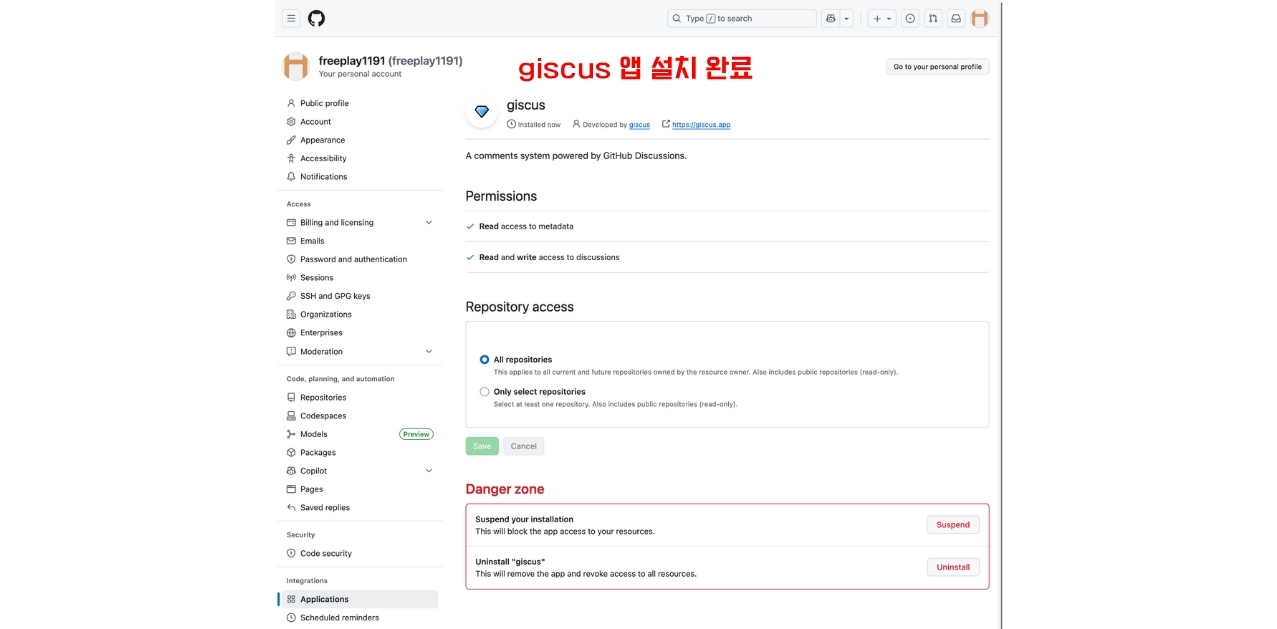 Type / to search
freeplay1191 (freeplay1191)
Your personal account
giscus 앱 설치 완료
Go to your personal profile
Public profile
Account
Appearance
Accessibility
Notifications
Access
Billing and licensing
Emails
Password and authentication
Sessions
SSH and GPG keys
Organizations
Enterprises
Moderation
Code, planning, and automation
Repositories
Codespaces
Models Preview
Packages
Copilot
Pages
Saved replies
Security
Code security
Integrations
Applications
Scheduled reminders
giscus
Installed now Developed by giscus https://giscus.app
A comments system powered by GitHub Discussions.
Permissions
Read access to metadata
Read and write access to discussions
Repository access
All repositories
This applies to all current and future repositories owned by the resource owner. Also includes public repositories (read-only).
Only select repositories
Select at least one repository. Also includes public repositories (read-only).
Save Cancel
Danger zone
Suspend your installation
This will block the app access to your resources.
Suspend
Uninstall "giscus"
This will remove the app and revoke access to all resources.
Uninstall